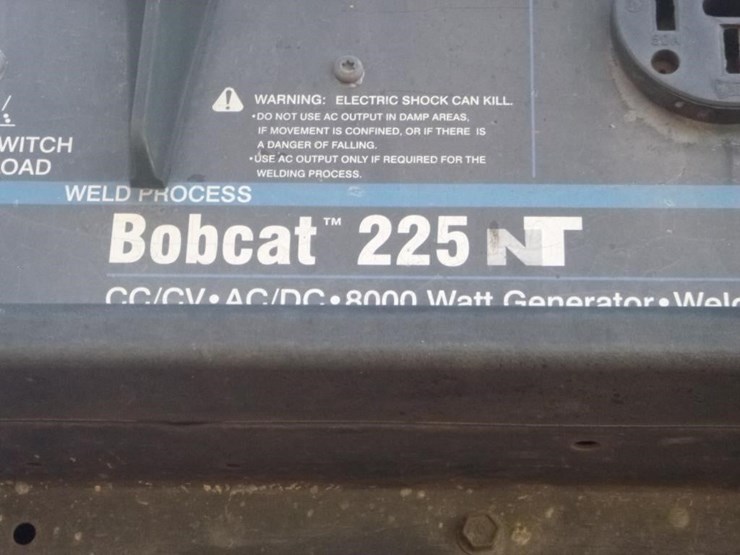 WARNING: ELECTRIC SHOCK CAN KILL.
•DO NOT USE AC OUTPUT IN DAMP AREAS,
IF MOVEMENT IS CONFINED, OR IF THERE IS
A DANGER OF FALLING.
•USE AC OUTPUT ONLY IF REQUIRED FOR THE
WELDING PROCESS.
WITCH
OAD
WELD PROCESS
Bobcat™ 225 NT
CC/CV•AC/DC•8000 Watt Generator•Weld